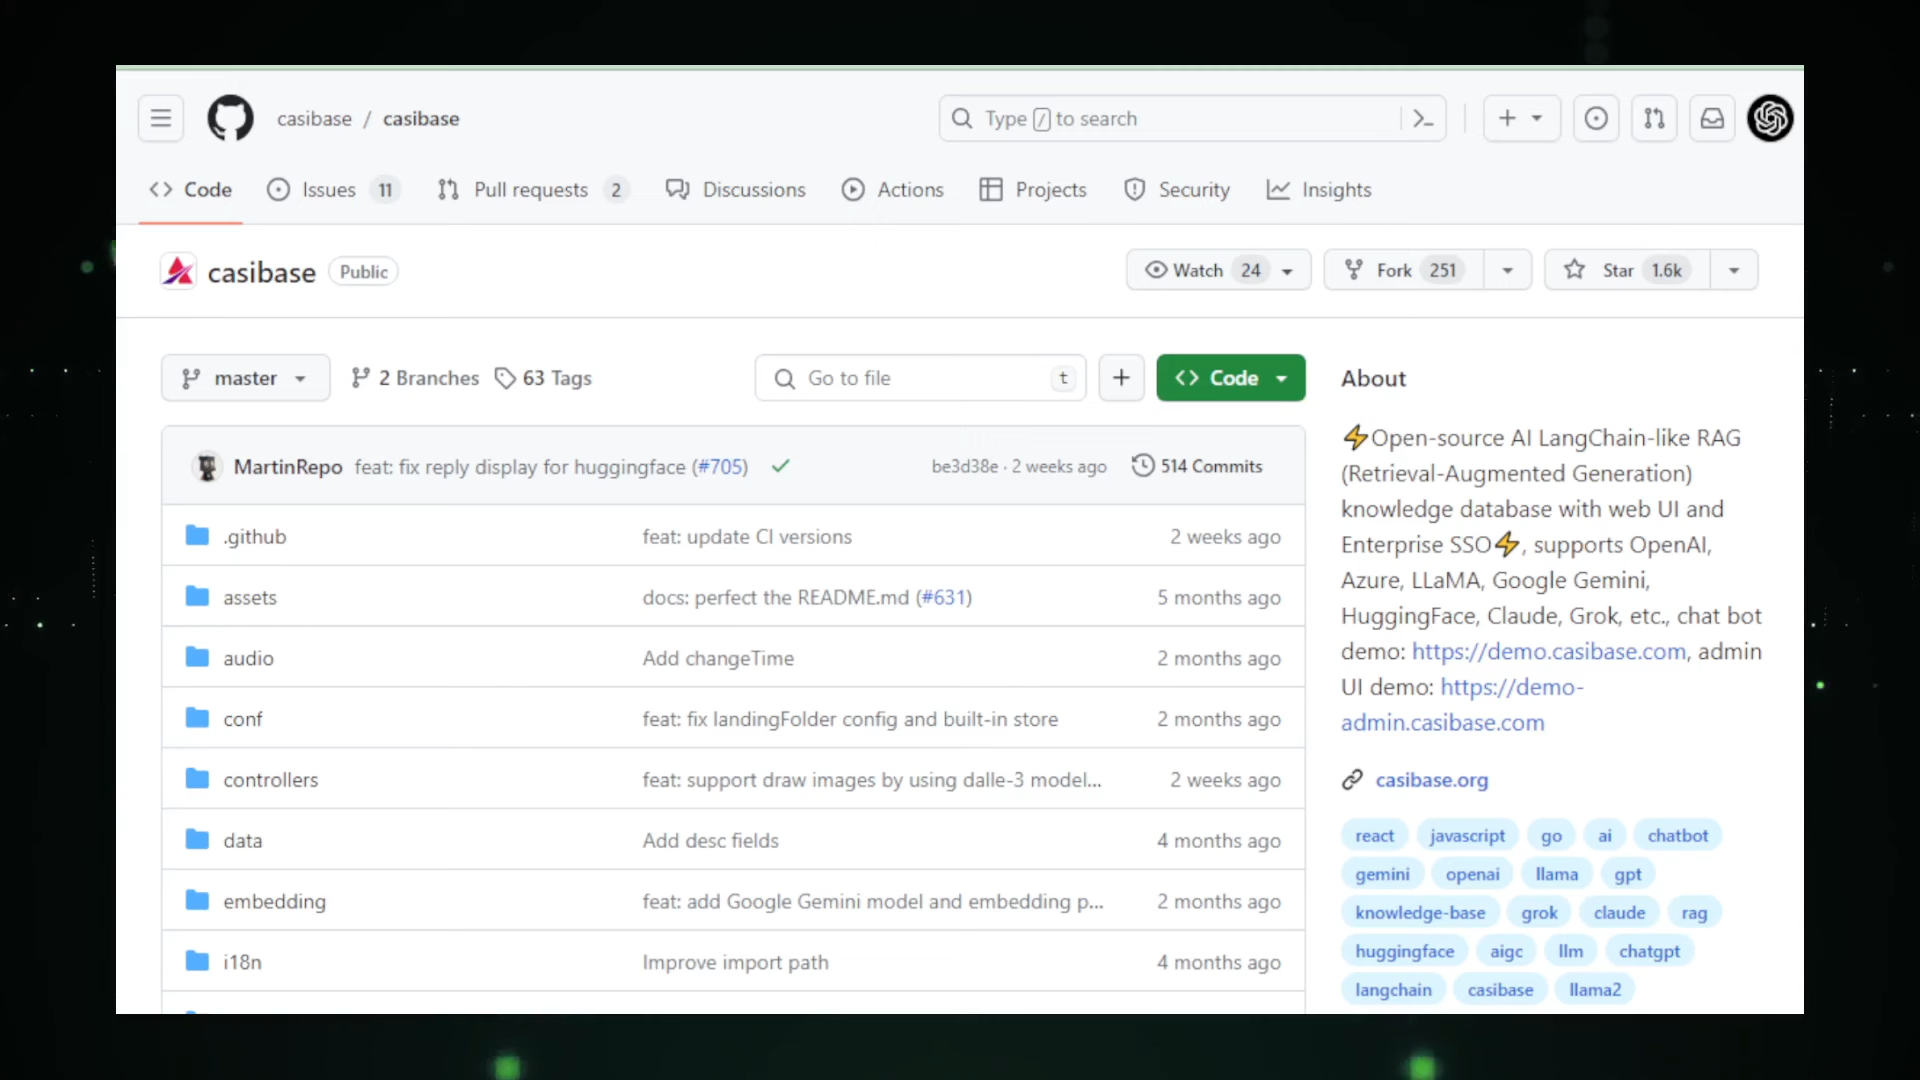 casibase / casibase
Type / to search
Code
Issues 11
Pull requests 2
Discussions
Actions
Projects
Security
Insights
casibase Public
Watch 24
Fork 251
Star 1.6k
master
2 Branches
63 Tags
Go to file t
Code
MartinRepo feat: fix reply display for huggingface (#705) be3d38e · 2 weeks ago 514 Commits
.github feat: update CI versions 2 weeks ago
assets docs: perfect the README.md (#631) 5 months ago
audio Add changeTime 2 months ago
conf feat: fix landingFolder config and built-in store 2 months ago
controllers feat: support draw images by using dalle-3 model... 2 weeks ago
data Add desc fields 4 months ago
embedding feat: add Google Gemini model and embedding p... 2 months ago
i18n Improve import path 4 months ago
About
⚡Open-source AI LangChain-like RAG
(Retrieval-Augmented Generation)
knowledge database with web UI and
Enterprise SSO⚡, supports OpenAI,
Azure, LLaMA, Google Gemini,
HuggingFace, Claude, Grok, etc., chat bot
demo: https://demo.casibase.com, admin
UI demo: https://demo-
admin.casibase.com
casibase.org
react javascript go ai chatbot
gemini openai llama gpt
knowledge-base grok claude rag
huggingface aigc llm chatgpt
langchain casibase llama2